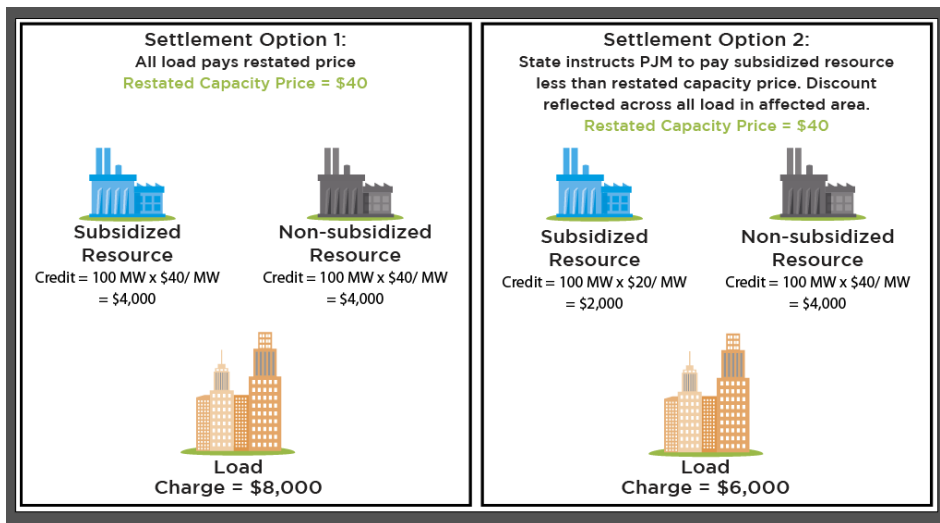 Settlement Option 1:
All load pays restated price
Restated Capacity Price = $40
Subsidized
Resource
Credit = 100 MW x $40/ MW
= $4,000
Non-subsidized
Resource
Credit = 100 MW x $40/ MW
= $4,000
Load
Charge = $8,000
Settlement Option 2:
State instructs PJM to pay subsidized resource
less than restated capacity price. Discount
reflected across all load in affected area.
Restated Capacity Price = $40
Subsidized
Resource
Credit = 100 MW x $20/ MW
= $2,000
Non-subsidized
Resource
Credit = 100 MW x $40/ MW
= $4,000
Load
Charge = $6,000